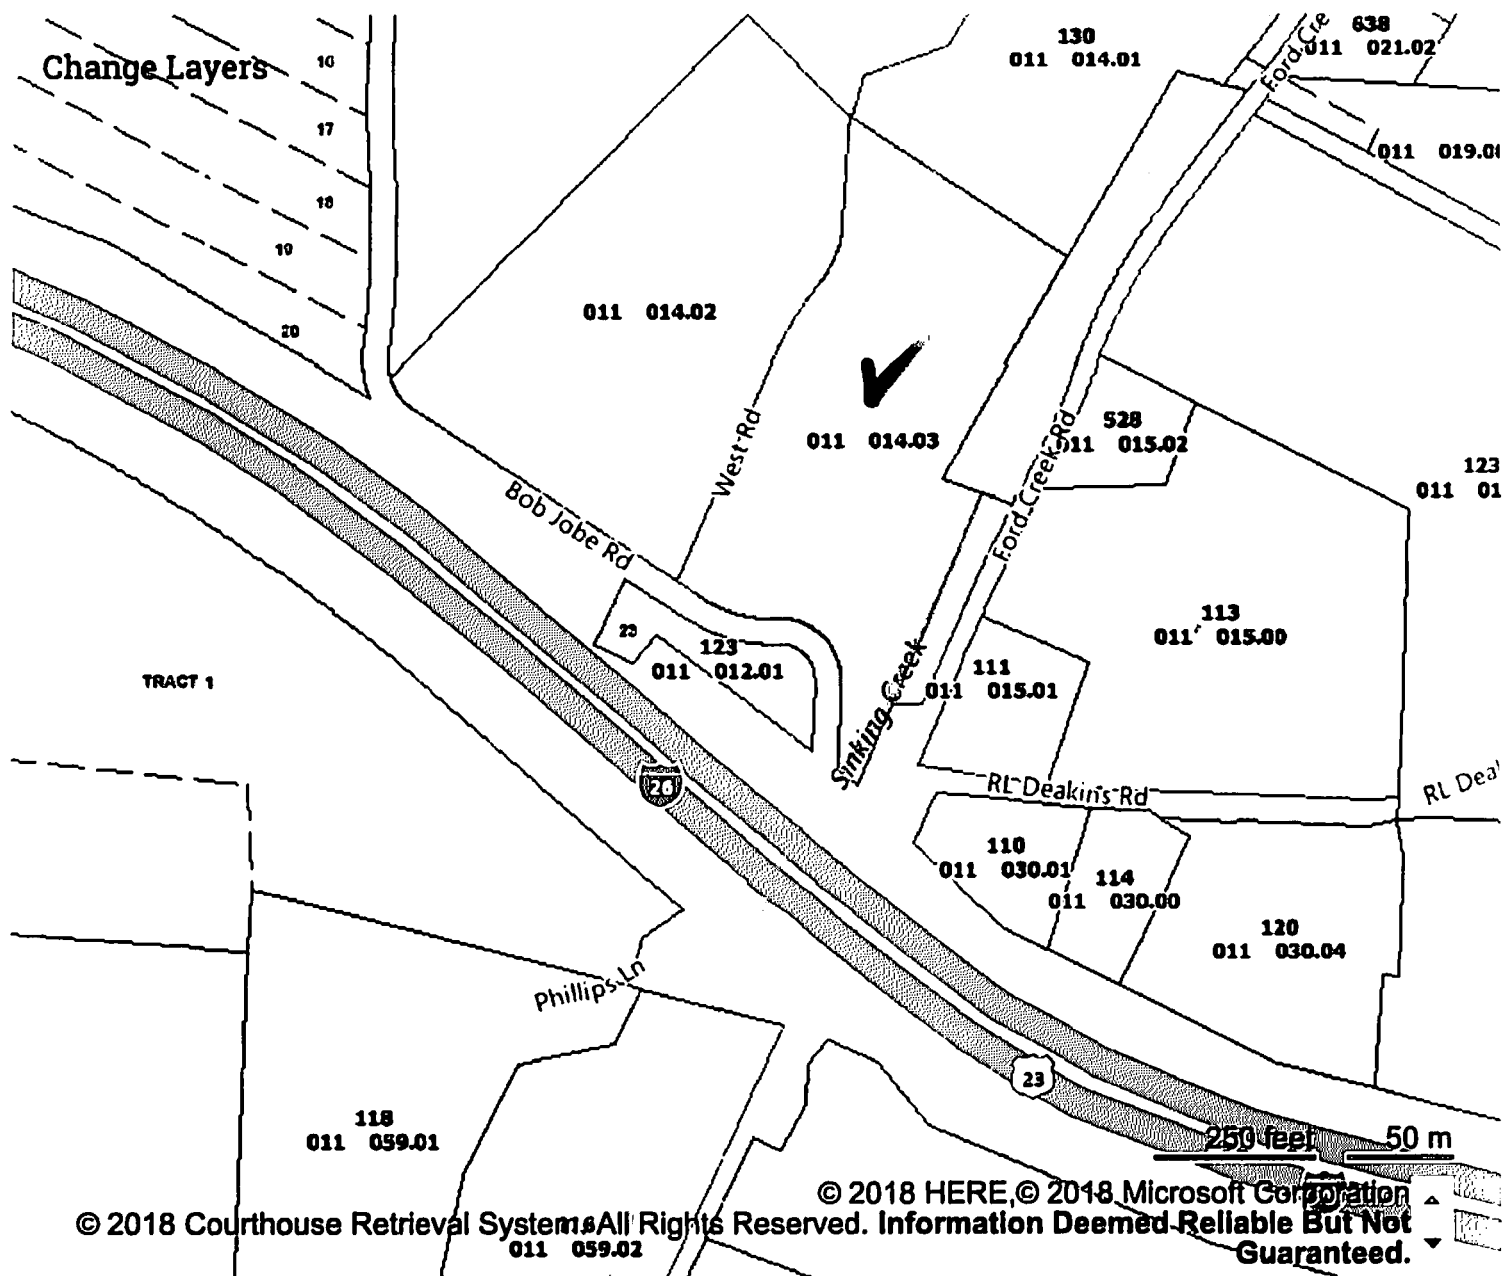 Change Layers
16
17
18
19
20
130
011 014.01
Ford Cre
638
011 021.02
011 019.0
011 014.02
011 014.03
West Rd
Bob Jobe Rd
Ford Creek Rd
528
011 015.02
123
011 01
113
011 015.00
23
123
011 012.01
111
011 015.01
Sinking Creek
TRACT 1
26
RL Deakins Rd
RL Dea
110
011 030.01
114
011 030.00
120
011 030.04
Phillips Ln
23
118
011 059.01
250 feet 50 m
© 2018 HERE,© 2018 Microsoft Corporation
© 2018 Courthouse Retrieval System. All Rights Reserved. Information Deemed Reliable But Not
Guaranteed.
011 059.02